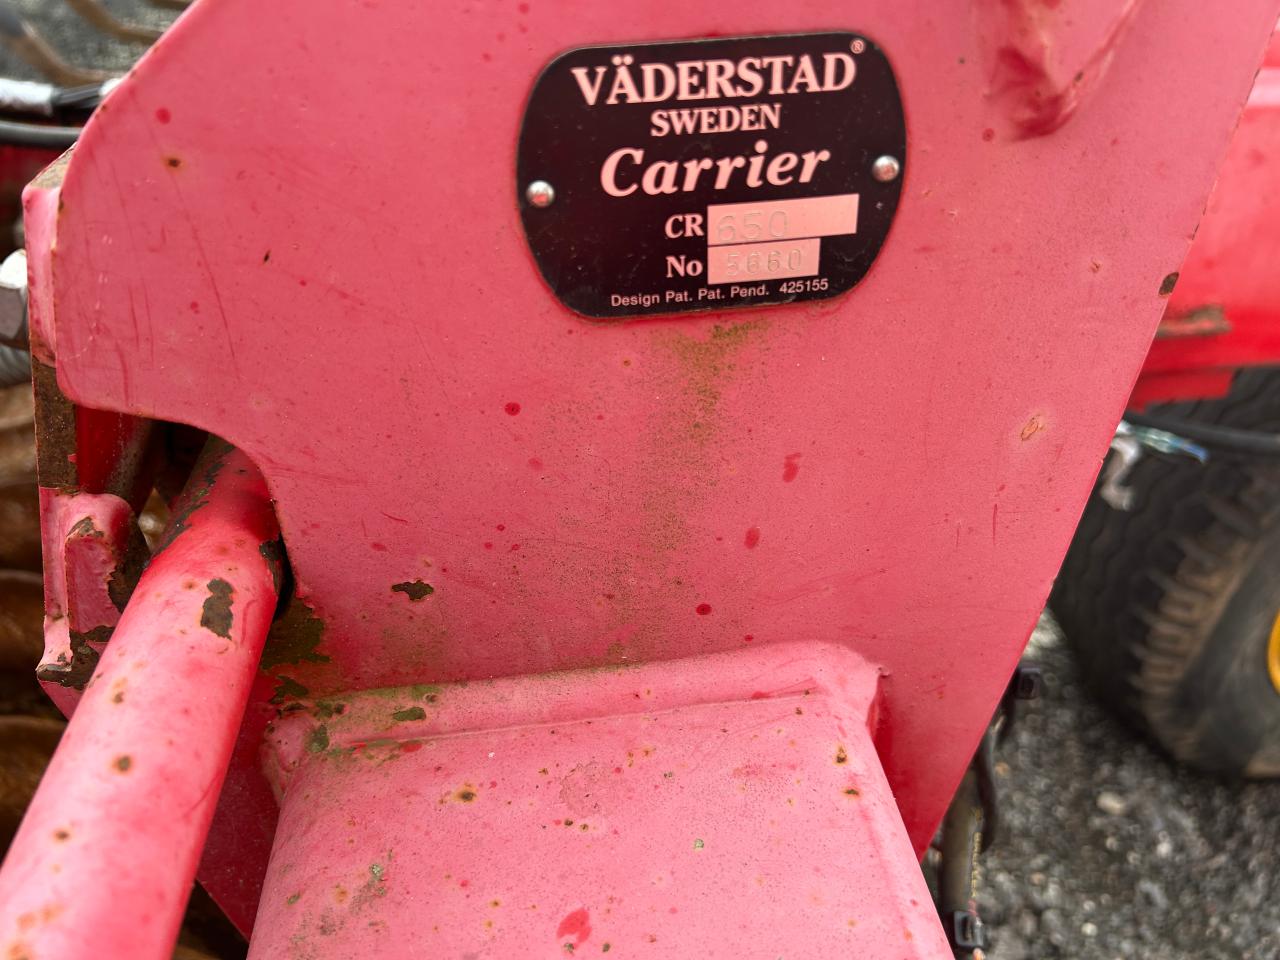 VÄDERSTAD®
SWEDEN
Carrier
CR 650
No 5660
Design Pat. Pat. Pend. 425155